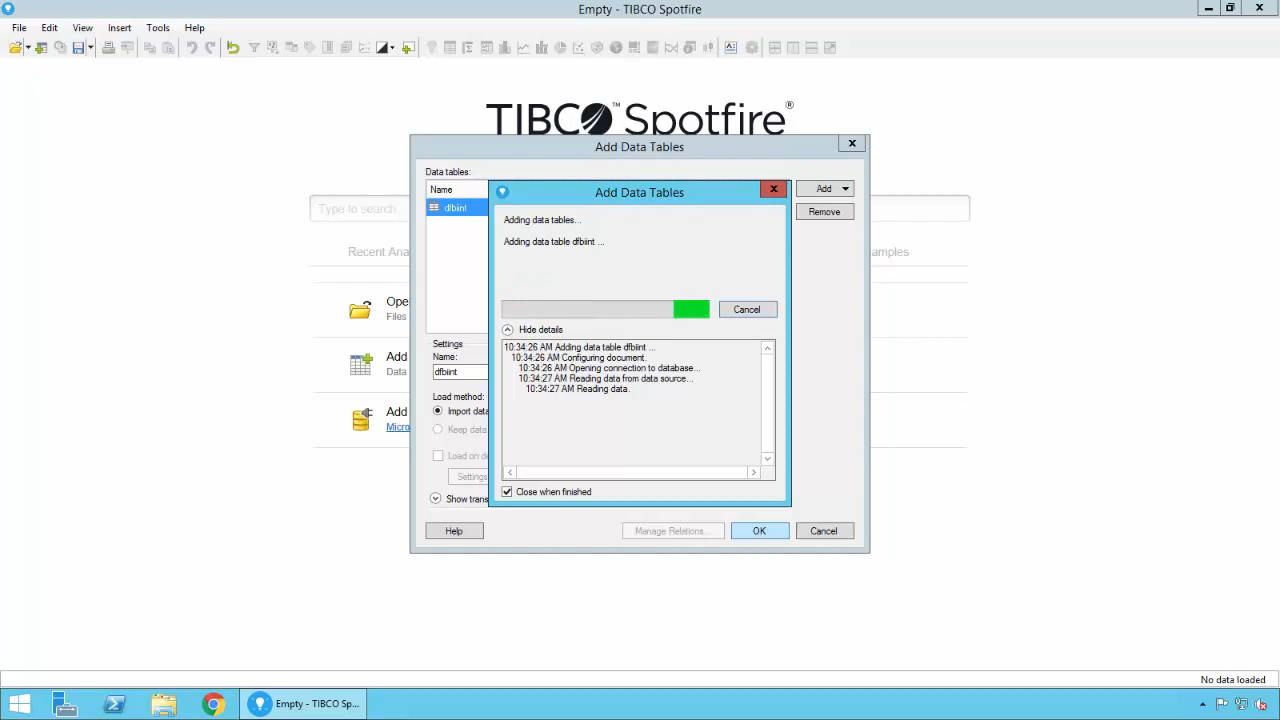 Empty - TIBCO Spotfire
File Edit View Insert Tools Help
TIBCO™ Spotfire®
Add Data Tables
Data tables:
Name
dfbiint
Add
Remove
Add Data Tables
Adding data tables...
Adding data table dfbiint ...
Cancel
Hide details
10:34:26 AM Adding data table dfbiint ...
10:34:26 AM Configuring document.
10:34:26 AM Opening connection to database...
10:34:27 AM Reading data from data source...
10:34:27 AM Reading data.
Close when finished
Type to search
Recent Ana
amples
Ope
Files
Add
Data
Add
Micro
Settings
Name:
dfbiint
Load method:
Import data
Keep data
Load on de
Settings
Show trans
Help
Manage Relations...
OK
Cancel
No data loaded
Empty - TIBCO Sp...